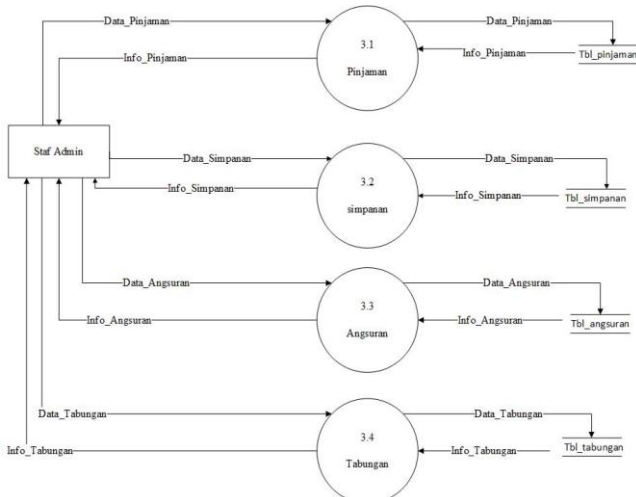 Data_Pinjaman
Data_Pinjaman
3.1
Info_Pinjaman
Info_Pinjaman
Tbl_pinjaman
Pinjaman
Staf Admin
Data_Simpanan
Data_Simpanan
3.2
Info_Simpanan
Info_Simpanan
Tbl_simpanan
simpanan
Data_Angsuran
Data_Angsuran
3.3
Info_Angsuran
Info_Angsuran
Tbl_angsuran
Angsuran
Data_Tabungan
Data_Tabungan
3.4
Info_Tabungan
Info_Tabungan
Tbl_tabungan
Tabungan